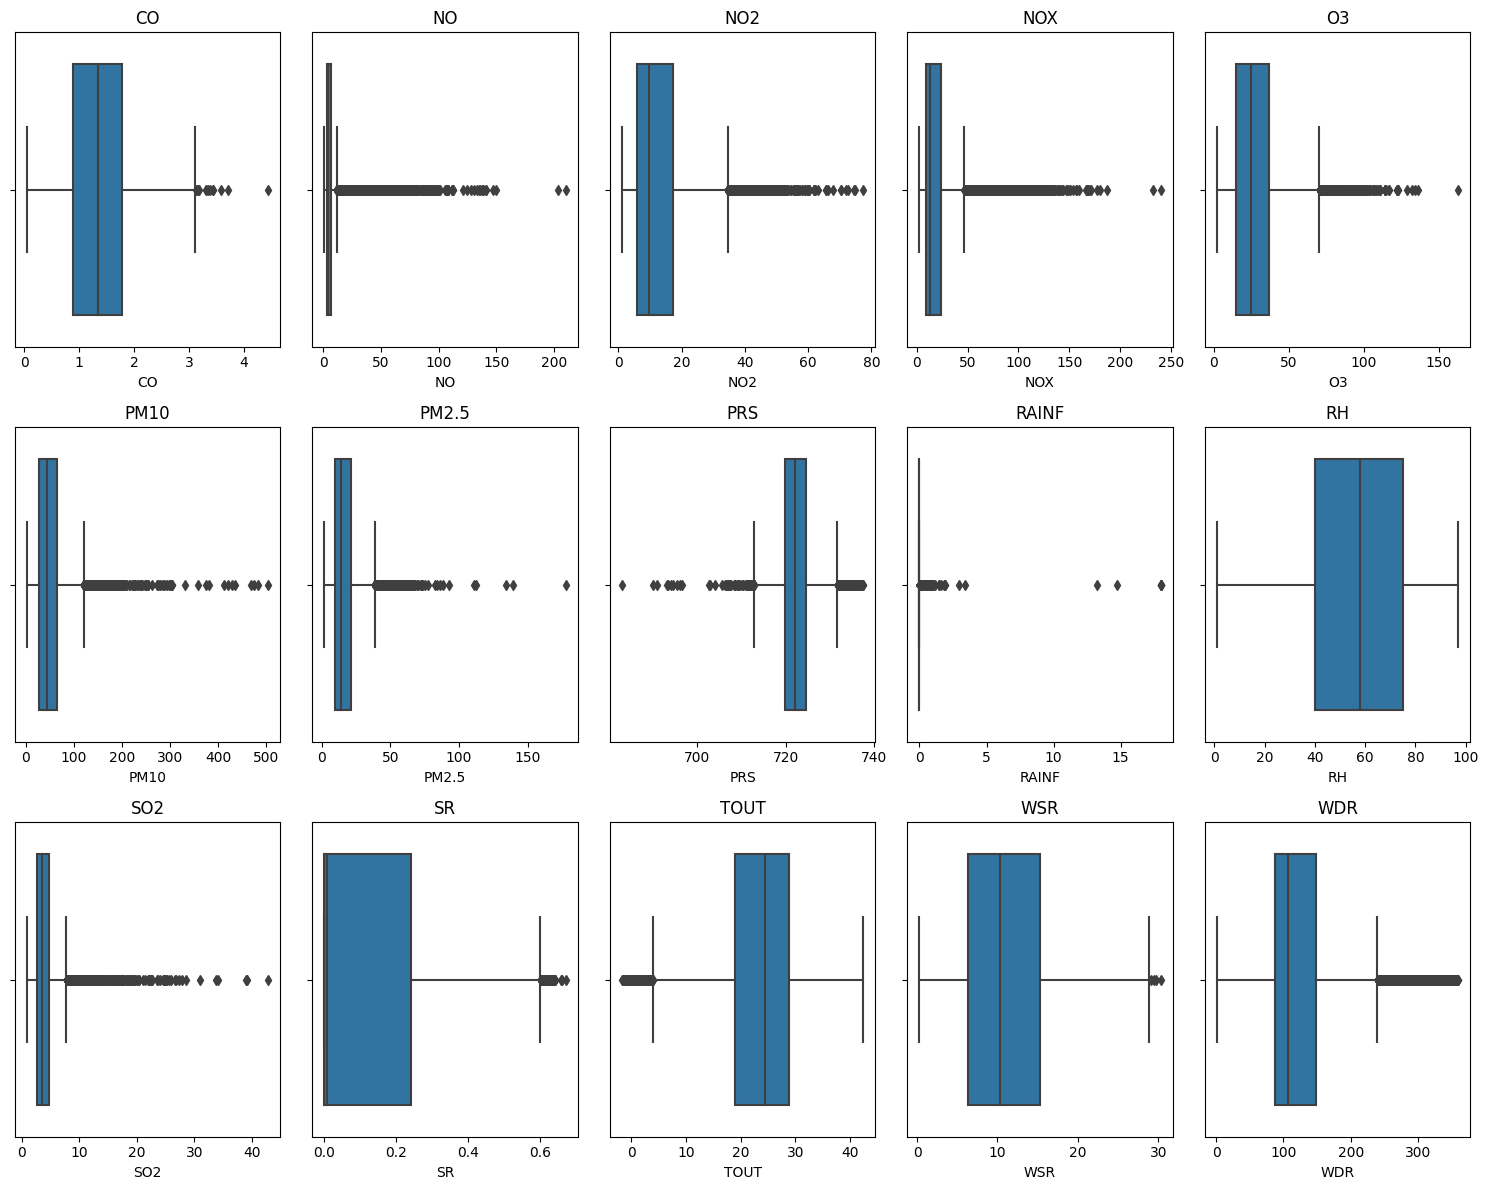 CO NO NO2 NOX O3
0 1 2 3 4 0 50 100 150 200 0 20 40 60 80 0 50 100 150 200 250 0 50 100 150
CO NO NO2 NOX O3
PM10 PM2.5 PRS RAINF RH
0 100 200 300 400 500 0 50 100 150 700 720 740 0 5 10 15 0 20 40 60 80 100
PM10 PM2.5 PRS RAINF RH
SO2 SR TOUT WSR WDR
0 10 20 30 40 0.0 0.2 0.4 0.6 0 10 20 30 40 0 10 20 30 0 100 200 300
SO2 SR TOUT WSR WDR